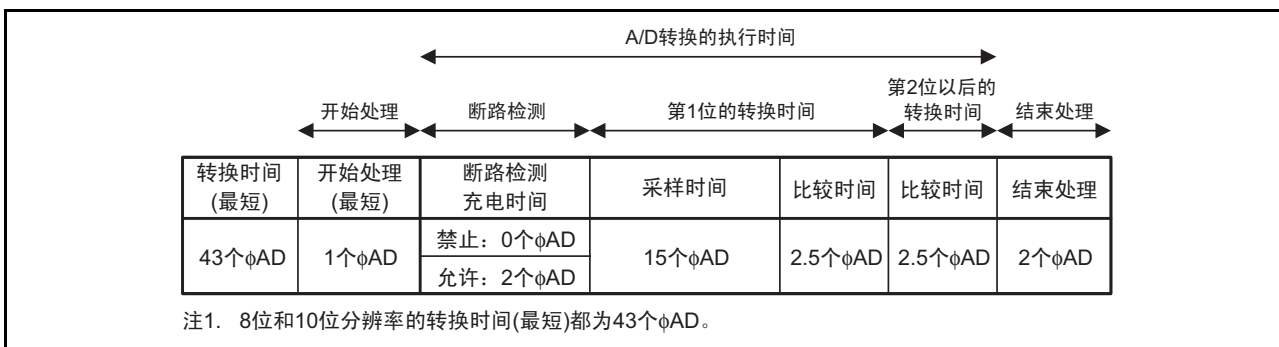 A/D转换的执行时间
开始处理
断路检测
第1位的转换时间
第2位以后的
转换时间
结束处理
转换时间
(最短)
开始处理
(最短)
断路检测
充电时间
采样时间
比较时间
比较时间
结束处理
43个ϕAD
1个ϕAD
禁止：0个ϕAD
允许：2个ϕAD
15个ϕAD
2.5个ϕAD
2.5个ϕAD
2个ϕAD
注1. 8位和10位分辨率的转换时间(最短)都为43个ϕAD。